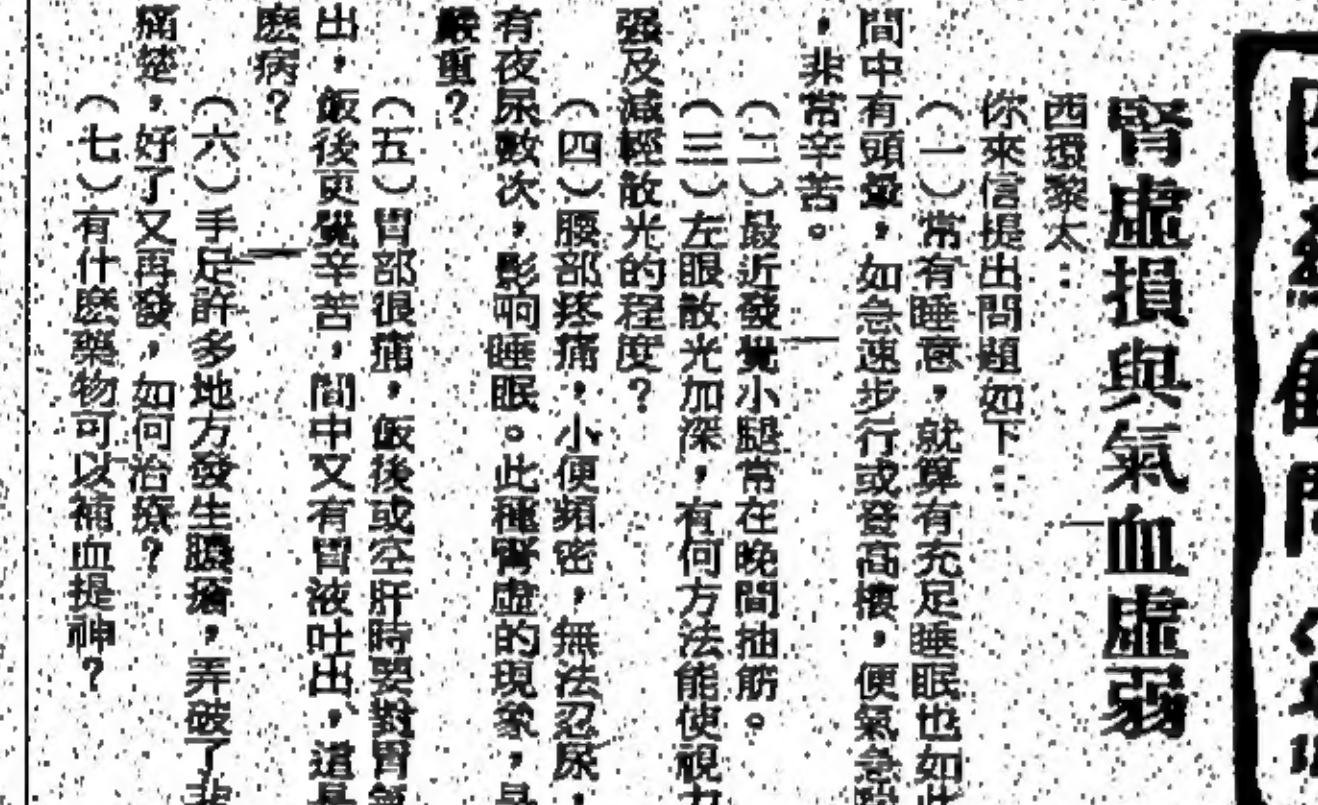 腎虛損與氣血虛弱
西環黎太：
你來信提出問題如下：
（一）常有睡意，就算有充足睡眠也如此
間中有頭暈，如急速步行或登高樓，便氣急
，非常辛苦。
（二）最近發覺小腿常在晚間抽筋。
（三）左眼散光加深，有何方法能使視力
强及減輕散光的程度？
（四）腰部疼痛，小便頻密，無法忍尿，
有夜尿數次，影响睡眠。此種腎虛的現象，是
嚴重？
（五）胃部很痛，飯後或空肝時要對胃氣
出，飯後更覺辛苦，間中又有胃液吐出，這是
麽病？
（六）手足許多地方發生膿瘡，弄破了非
痛楚，好了又再發，如何治療？
（七）有什麽藥物可以補血提神？